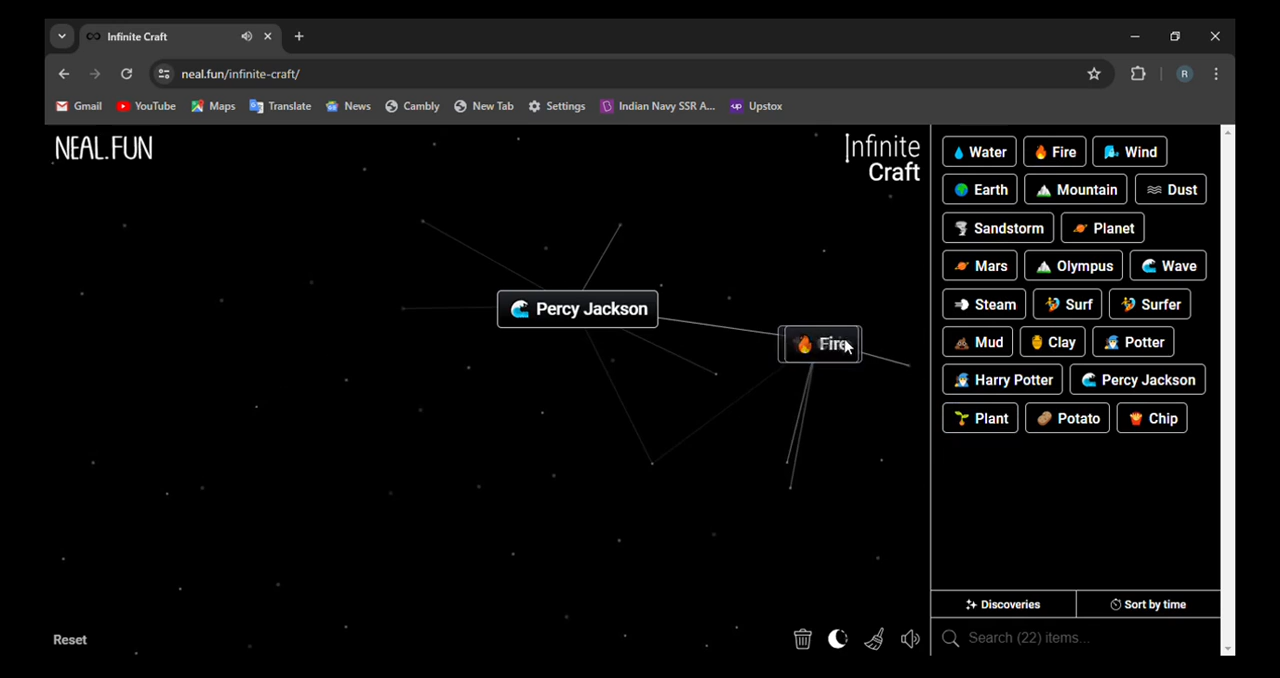 Infinite Craft
neal.fun/infinite-craft/
R
Gmail YouTube Maps Translate News Cambly New Tab Settings Indian Navy SSR A... up Upstox
NEAL.FUN
Infinite
Craft
Percy Jackson
Fire
Water Fire Wind
Earth Mountain Dust
Sandstorm Planet
Mars Olympus Wave
Steam Surf Surfer
Mud Clay Potter
Harry Potter Percy Jackson
Plant Potato Chip
Discoveries Sort by time
Reset
Search (22) items...